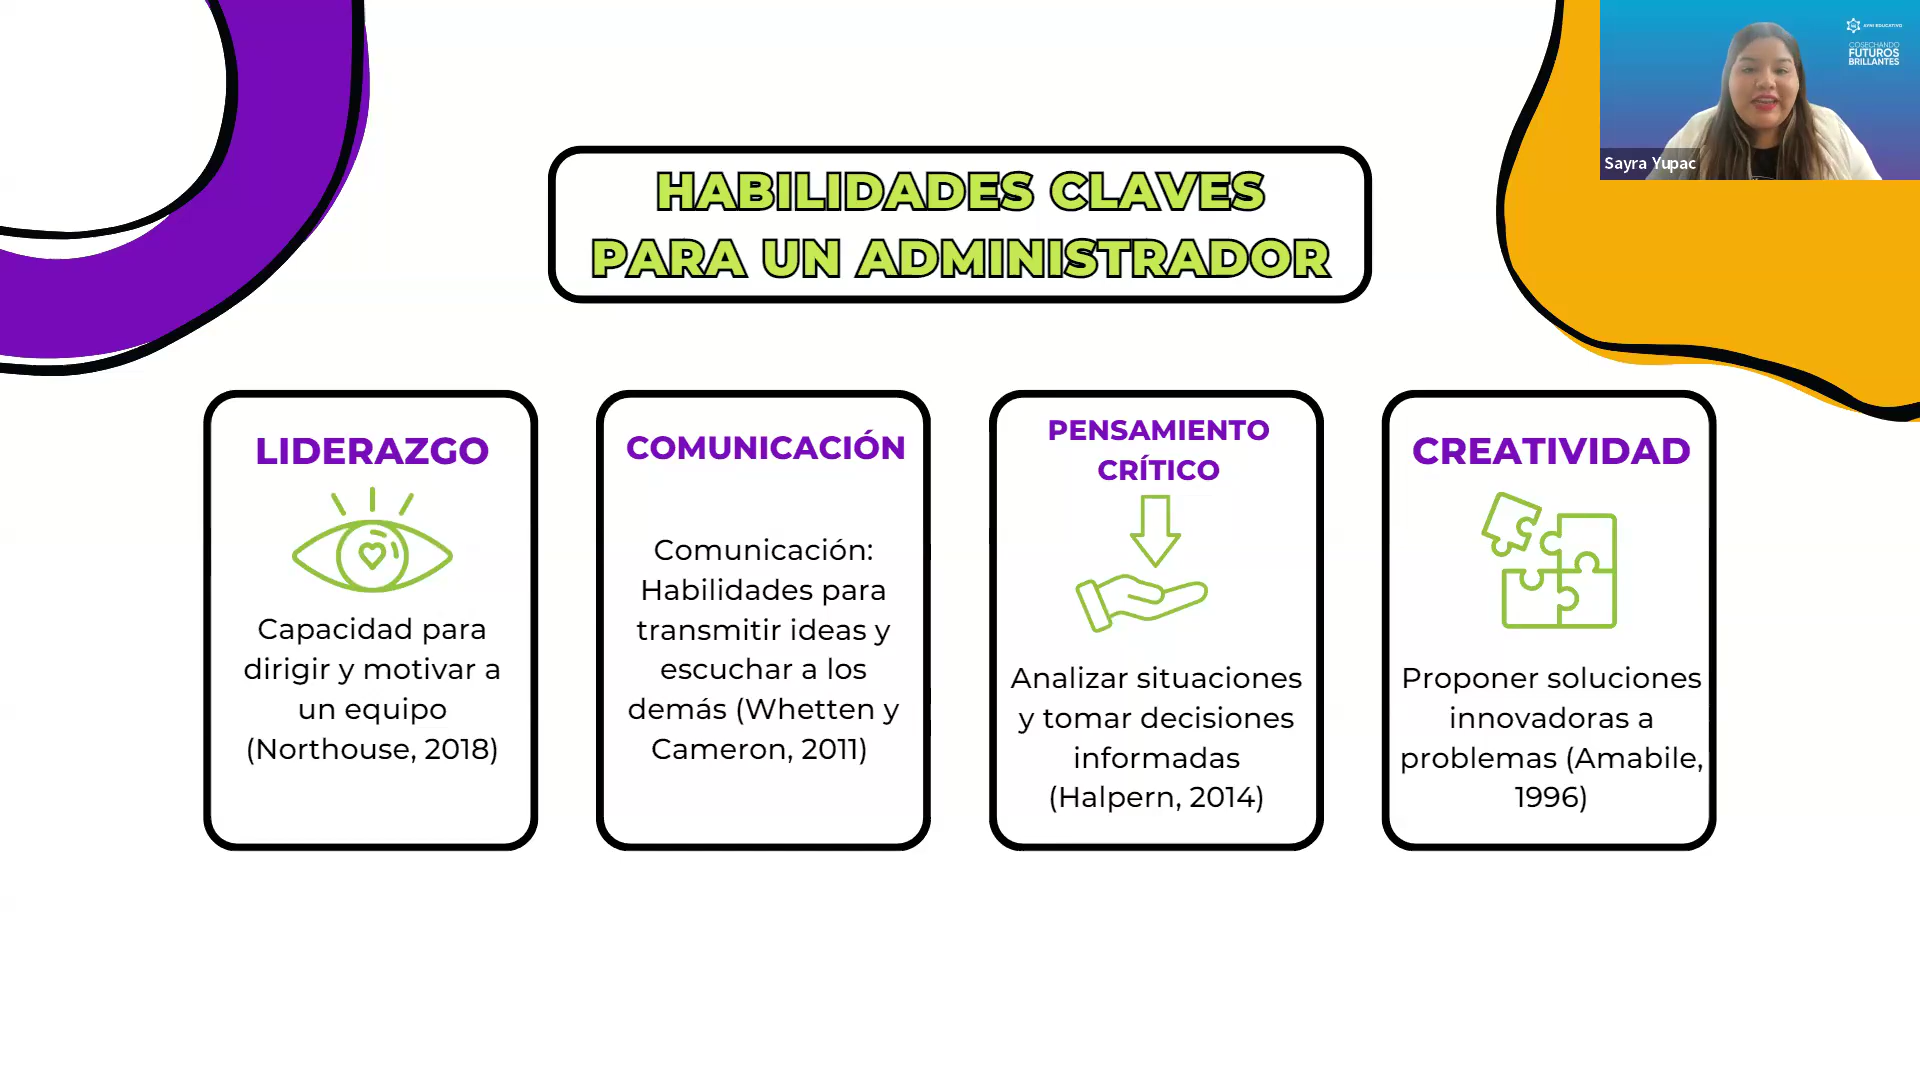 AYNI EDUCATIVO
COSECHANDO
FUTUROS
BRILLANTES
Sayra Yupac
HABILIDADES CLAVES
PARA UN ADMINISTRADOR
LIDERAZGO
Capacidad para
dirigir y motivar a
un equipo
(Northouse, 2018)
COMUNICACIÓN
Comunicación:
Habilidades para
transmitir ideas y
escuchar a los
demás (Whetten y
Cameron, 2011)
PENSAMIENTO
CRÍTICO
Analizar situaciones
y tomar decisiones
informadas
(Halpern, 2014)
CREATIVIDAD
Proponer soluciones
innovadoras a
problemas (Amabile,
1996)